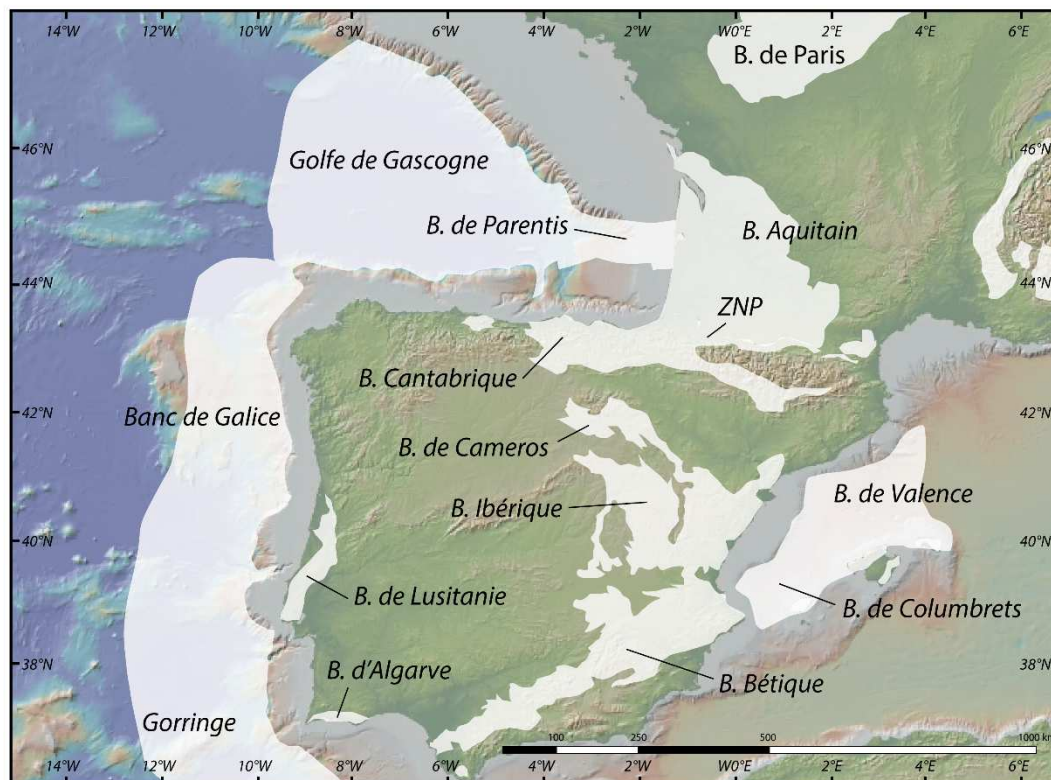 14°W 12°W 10°W 8°W 6°W 4°W 2°W W0°E 2°E 4°E 6°E
B. de Paris
46°N 46°N
Golfe de Gascogne
B. de Parentis
B. Aquitain
44°N 44°N
ZNP
B. Cantabrique
42°N 42°N
Banc de Galice
B. de Cameros
B. de Valence
B. Ibérique
40°N 40°N
B. de Lusitanie
B. de Columbrets
38°N 38°N
B. d'Algarve
B. Bétique
Gorringe
100 250 500 1000 km
14°W 12°W 10°W 8°W 6°W 4°W 2°W W0°E 2°E 4°E 6°E